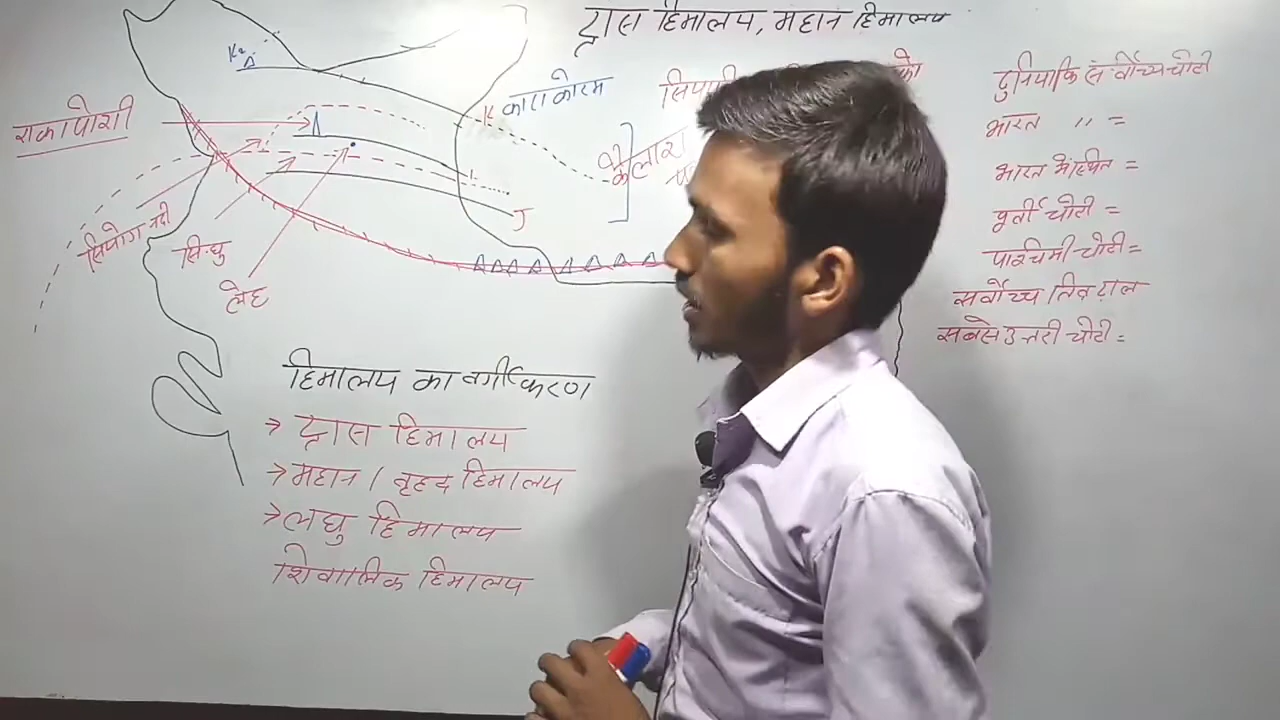 ट्रास हिमालय, महान हिमालय
K2
काराकोरम
K
राकापोशी
कैलाश
सियोग नदी
सिन्धु
लेह
J
दुनियाकि सर्वोच्च चोटी
भारत " =
भारत में स्थित =
पूर्वी चोटी =
पश्चिमी चोटी =
सर्वोच्च तिव्र ढ़ाल
सबसे उत्तरी चोटी =
हिमालय का वर्गीकरण
→ ट्रास हिमालय
→ महान / वृहद हिमालय
→ लघु हिमालय
शिवालिक हिमालय